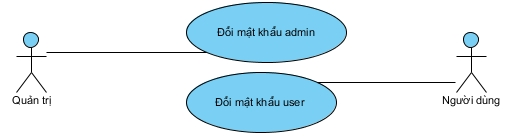 Đổi mật khẩu admin
Đổi mật khẩu user
Quản trị
Người dùng